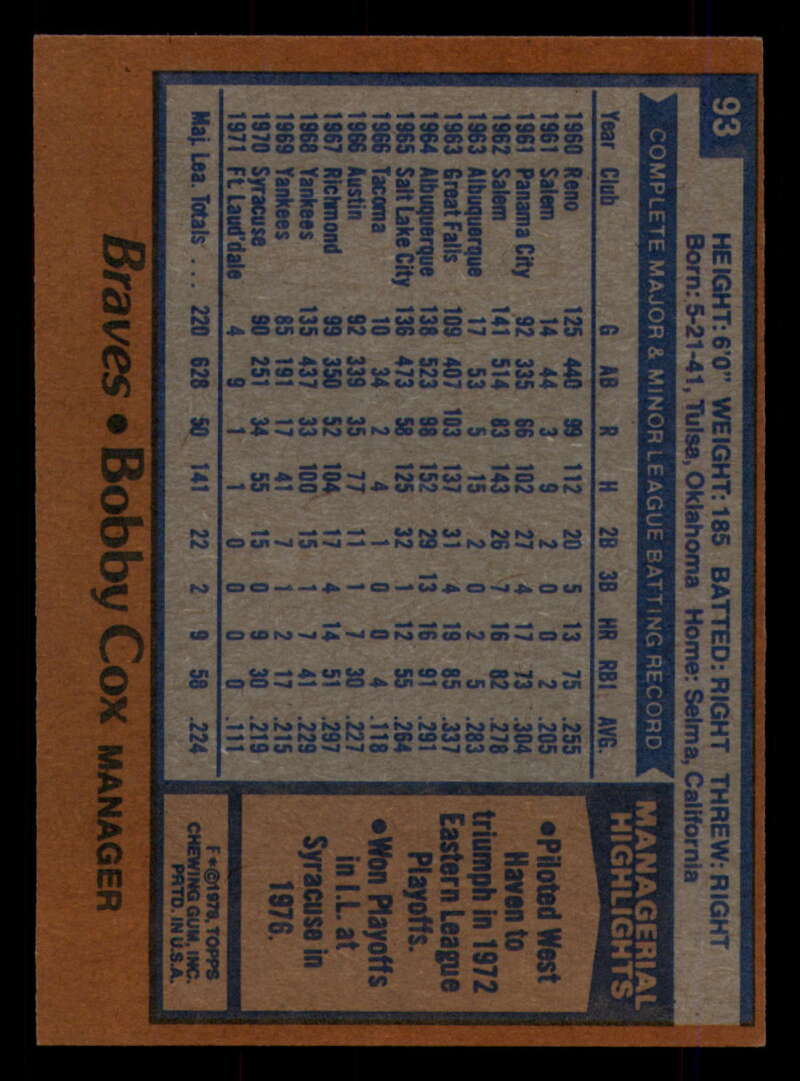 93
HEIGHT: 6'0" WEIGHT: 185 BATTED: RIGHT THREW: RIGHT
Born: 5-21-41, Tulsa, Oklahoma Home: Selma, California
COMPLETE MAJOR & MINOR LEAGUE BATTING RECORD
Year Club G AB R H 2B 3B HR RBI AVG.
1960 Reno 125 440 99 112 20 5 13 75 .255
1961 Salem 14 44 3 9 2 0 0 2 .205
1961 Panama City 92 335 66 102 27 4 17 73 .304
1962 Salem 141 514 83 143 26 7 16 82 .278
1963 Albuquerque 17 53 5 15 2 0 2 5 .283
1963 Great Falls 109 407 103 137 31 4 19 85 .337
1964 Albuquerque 138 523 98 152 29 13 16 91 .291
1965 Salt Lake City 136 473 58 125 32 1 12 55 .264
1966 Tacoma 10 34 2 4 1 0 0 4 .118
1966 Austin 92 339 35 77 11 1 7 30 .227
1967 Richmond 99 350 52 104 17 4 14 51 .297
1968 Yankees 135 437 33 100 15 1 7 41 .229
1969 Yankees 85 191 17 41 7 1 2 17 .215
1970 Syracuse 90 251 34 55 15 0 9 30 .219
1971 Ft. Laud'dale 4 9 1 1 0 0 0 0 .111
Maj. Lea. Totals . . . 220 628 50 141 22 2 9 58 .224
MANAGERIAL
HIGHLIGHTS
•Piloted West
Haven to
triumph in 1972
Eastern League
Playoffs.
•Won Playoffs
in I.L. at
Syracuse in
1976.
F*©1978, TOPPS
CHEWING GUM, INC.
PRTD. IN U.S.A.
Braves • Bobby Cox MANAGER